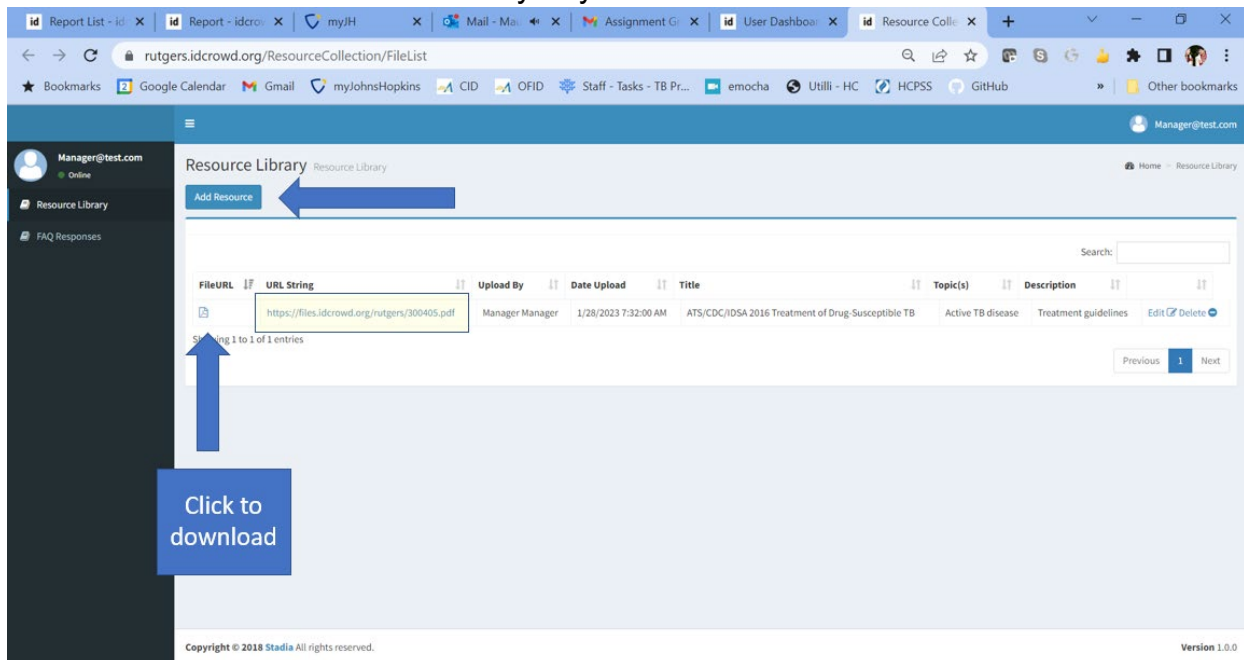 Report List - id
Report - idcrov
myJH
Mail - Mau
Assignment Gr
User Dashboar
Resource Colle
rutgers.idcrowd.org/ResourceCollection/FileList
Bookmarks
Google Calendar
Gmail
myJohnsHopkins
CID
OFID
Staff - Tasks - TB Pr...
emocha
Utilli - HC
HCPSS
GitHub
»
Other bookmarks
Manager@test.com
Manager@test.com
Online
Resource Library
FAQ Responses
Resource Library Resource Library
Home > Resource Library
Add Resource
Search:
FileURL URL String Upload By Date Upload Title Topic(s) Description
https://files.idcrowd.org/rutgers/300405.pdf Manager Manager 1/28/2023 7:32:00 AM ATS/CDC/IDSA 2016 Treatment of Drug-Susceptible TB Active TB disease Treatment guidelines Edit Delete
1 to 1 of 1 entries
Previous 1 Next
Click to
download
Copyright © 2018 Stadia All rights reserved.
Version 1.0.0